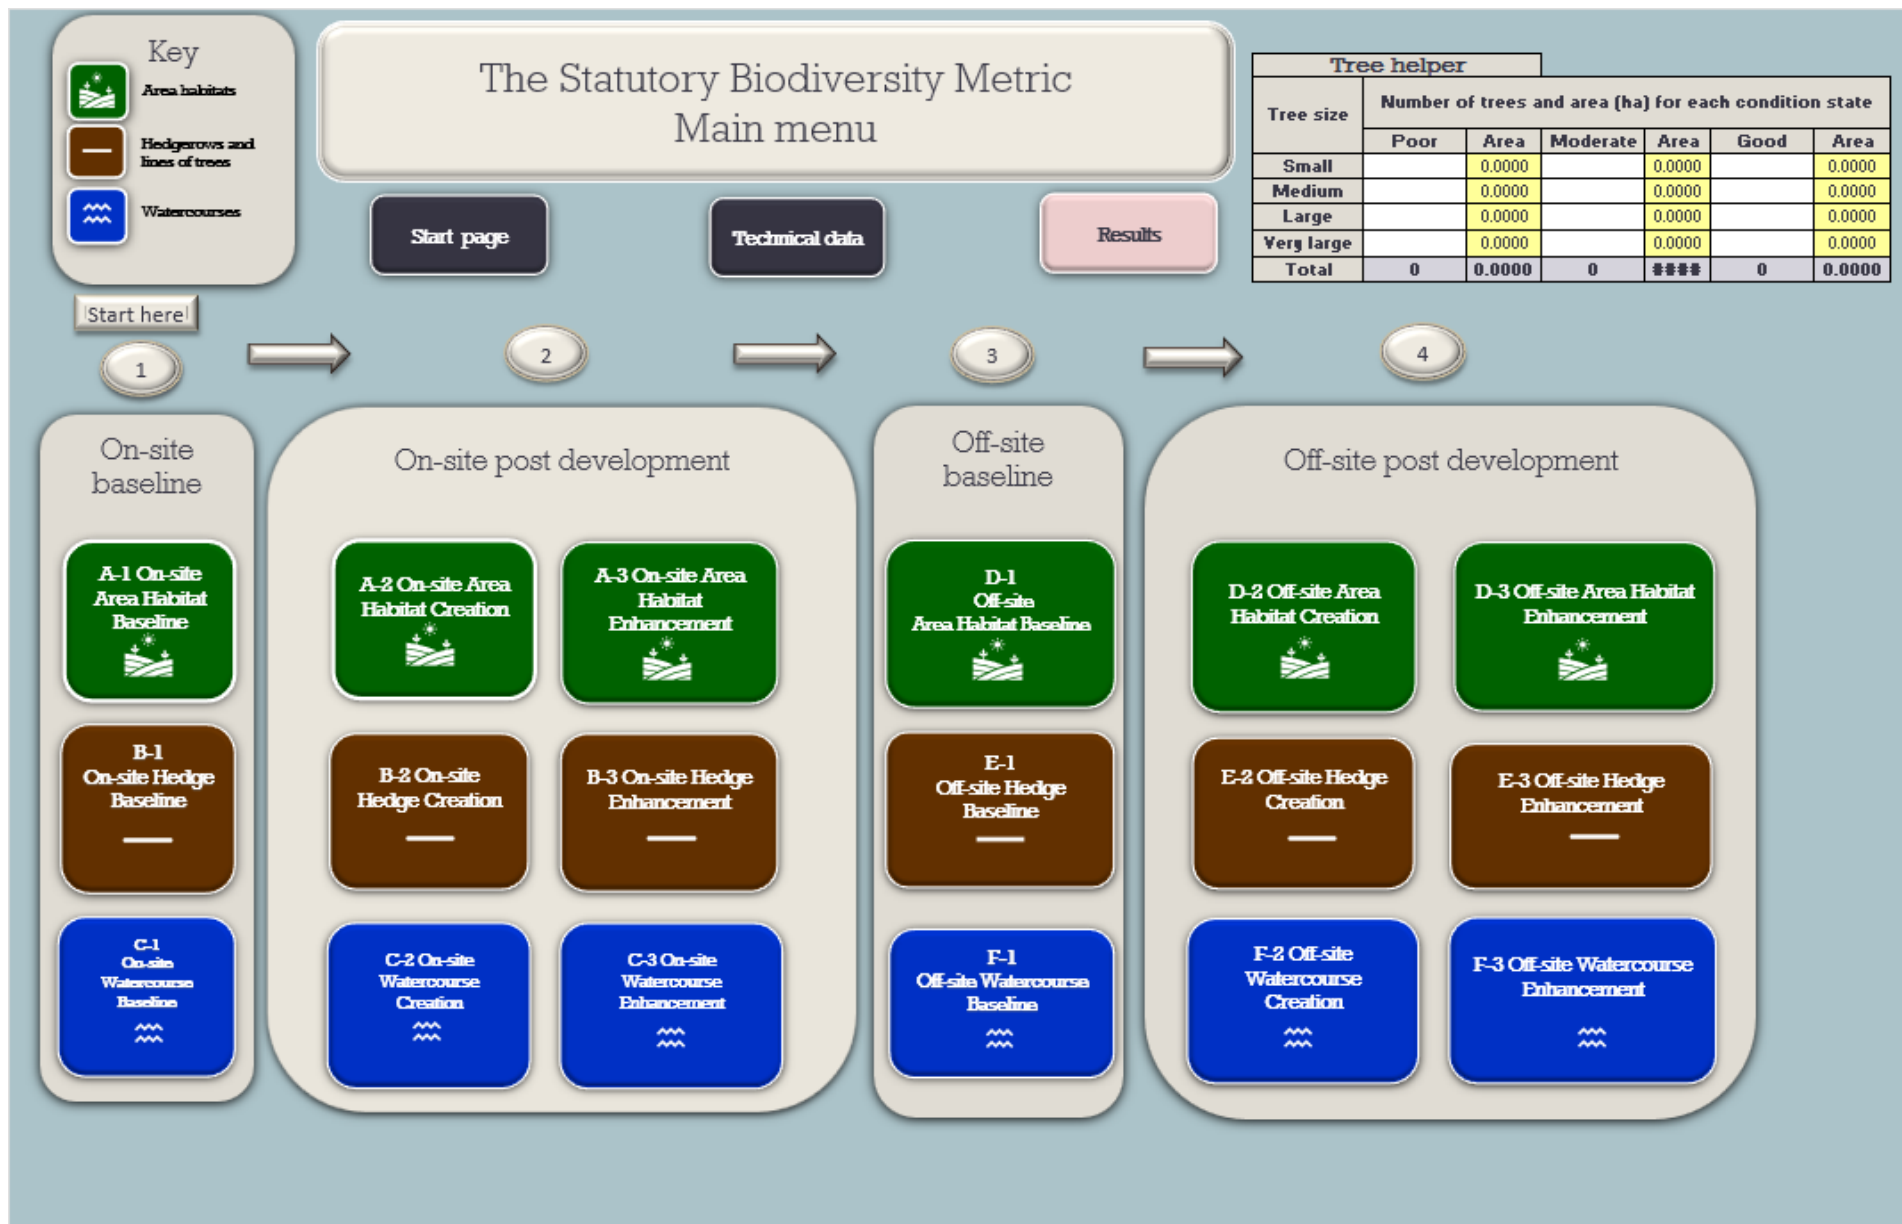 Key
Area habitats
Hedgerows and
lines of trees
Watercourses
The Statutory Biodiversity Metric
Main menu
Start page
Technical data
Results
Tree helper
Tree size
Number of trees and area (ha) for each condition state
Poor Area Moderate Area Good Area
Small 0.0000 0.0000 0.0000
Medium 0.0000 0.0000 0.0000
Large 0.0000 0.0000 0.0000
Very large 0.0000 0.0000 0.0000
Total 0 0.0000 0 #### 0 0.0000
Start here
1
2
3
4
On-site
baseline
A-1 On-site
Area Habitat
Baseline
B-1
On-site Hedge
Baseline
C-1
On-site
Watercourse
Baseline
On-site post development
A-2 On-site Area
Habitat Creation
A-3 On-site Area
Habitat
Enhancement
B-2 On-site
Hedge Creation
B-3 On-site Hedge
Enhancement
C-2 On-site
Watercourse
Creation
C-3 On-site
Watercourse
Enhancement
Off-site
baseline
D-1
Off-site
Area Habitat Baseline
E-1
Off-site Hedge
Baseline
F-1
Off-site Watercourse
Baseline
Off-site post development
D-2 Off-site Area
Habitat Creation
D-3 Off-site Area Habitat
Enhancement
E-2 Off-site Hedge
Creation
E-3 Off-site Hedge
Enhancement
F-2 Off-site
Watercourse
Creation
F-3 Off-site Watercourse
Enhancement